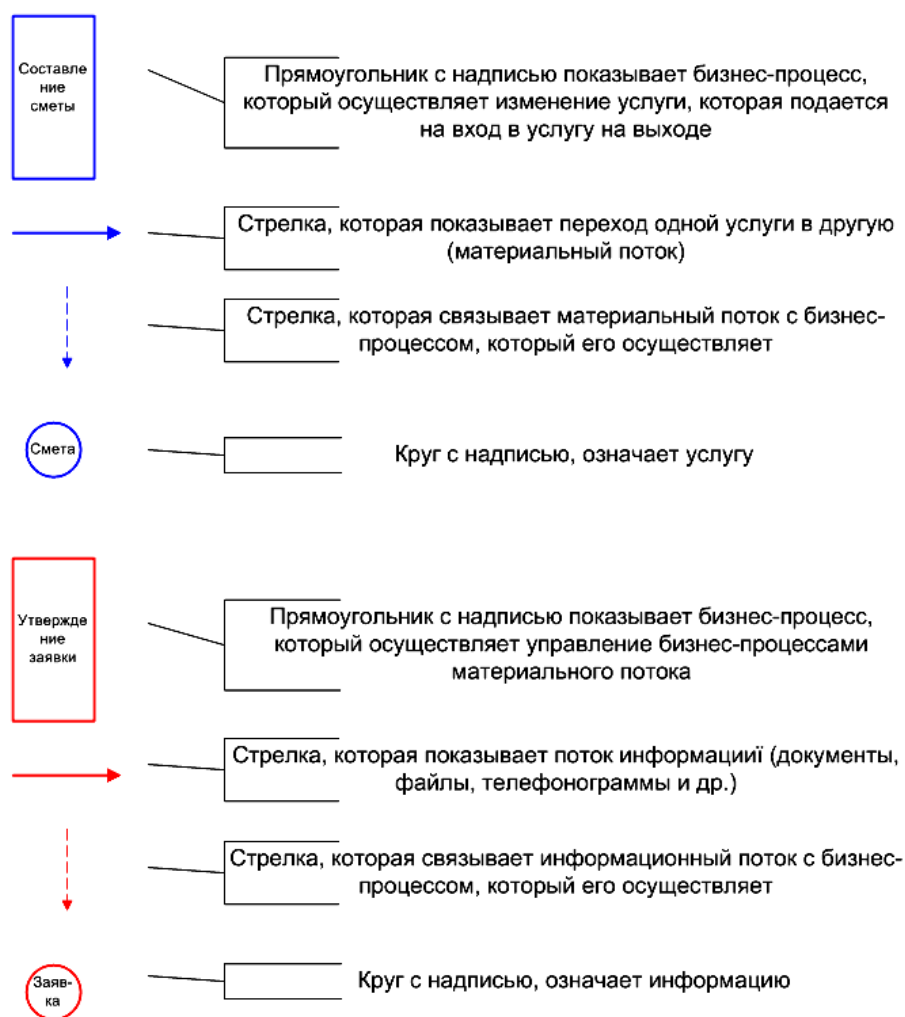 Составле
ние
сметы
Прямоугольник с надписью показывает бизнес-процесс,
который осуществляет изменение услуги, которая подается
на вход в услугу на выходе
Стрелка, которая показывает переход одной услуги в другую
(материальный поток)
Стрелка, которая связывает материальный поток с бизнес-
процессом, который его осуществляет
Смета
Круг с надписью, означает услугу
Утвержде
ние
заявки
Прямоугольник с надписью показывает бизнес-процесс,
который осуществляет управление бизнес-процессами
материального потока
Стрелка, которая показывает поток информацииї (документы,
файлы, телефонограммы и др.)
Стрелка, которая связывает информационный поток с бизнес-
процессом, который его осуществляет
Заяв-
ка
Круг с надписью, означает информацию